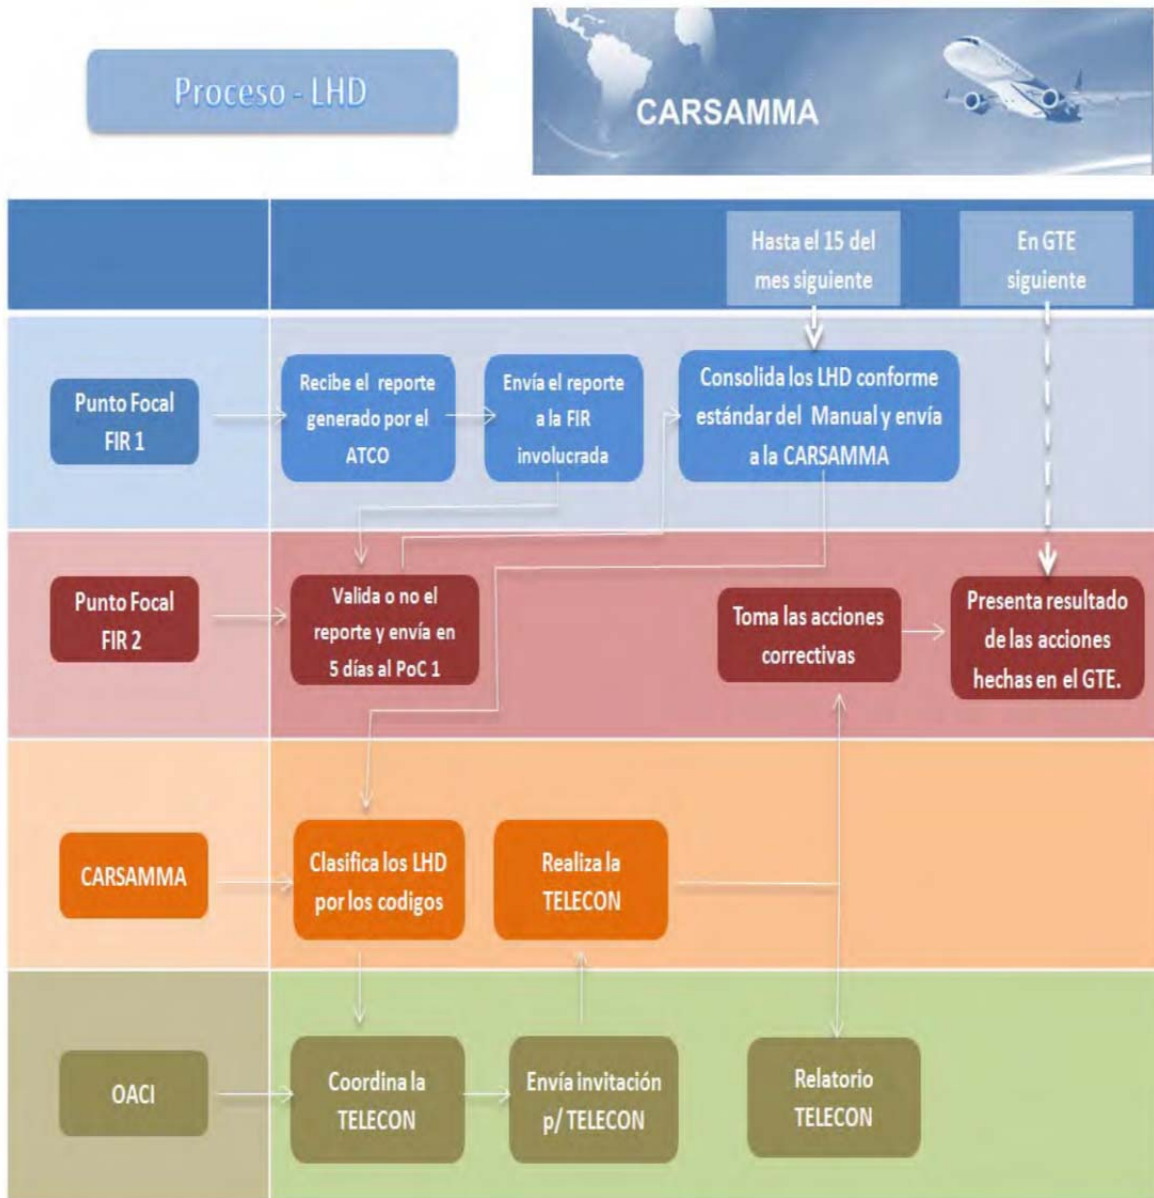 Proceso - LHD
CARSAMMA
Hasta el 15 del
mes siguiente
En GTE
siguiente
Punto Focal
FIR 1
Recibe el reporte
generado por el
ATCO
Envía el reporte
a la FIR
involucrada
Consolida los LHD conforme
estándar del Manual y envía
a la CARSAMMA
Punto Focal
FIR 2
Valida o no el
reporte y envía en
5 días al PoC 1
Toma las acciones
correctivas
Presenta resultado
de las acciones
hechas en el GTE.
CARSAMMA
Clasifica los LHD
por los codigos
Realiza la
TELECON
OACI
Coordina la
TELECON
Envía invitación
p/ TELECON
Relatorio
TELECON